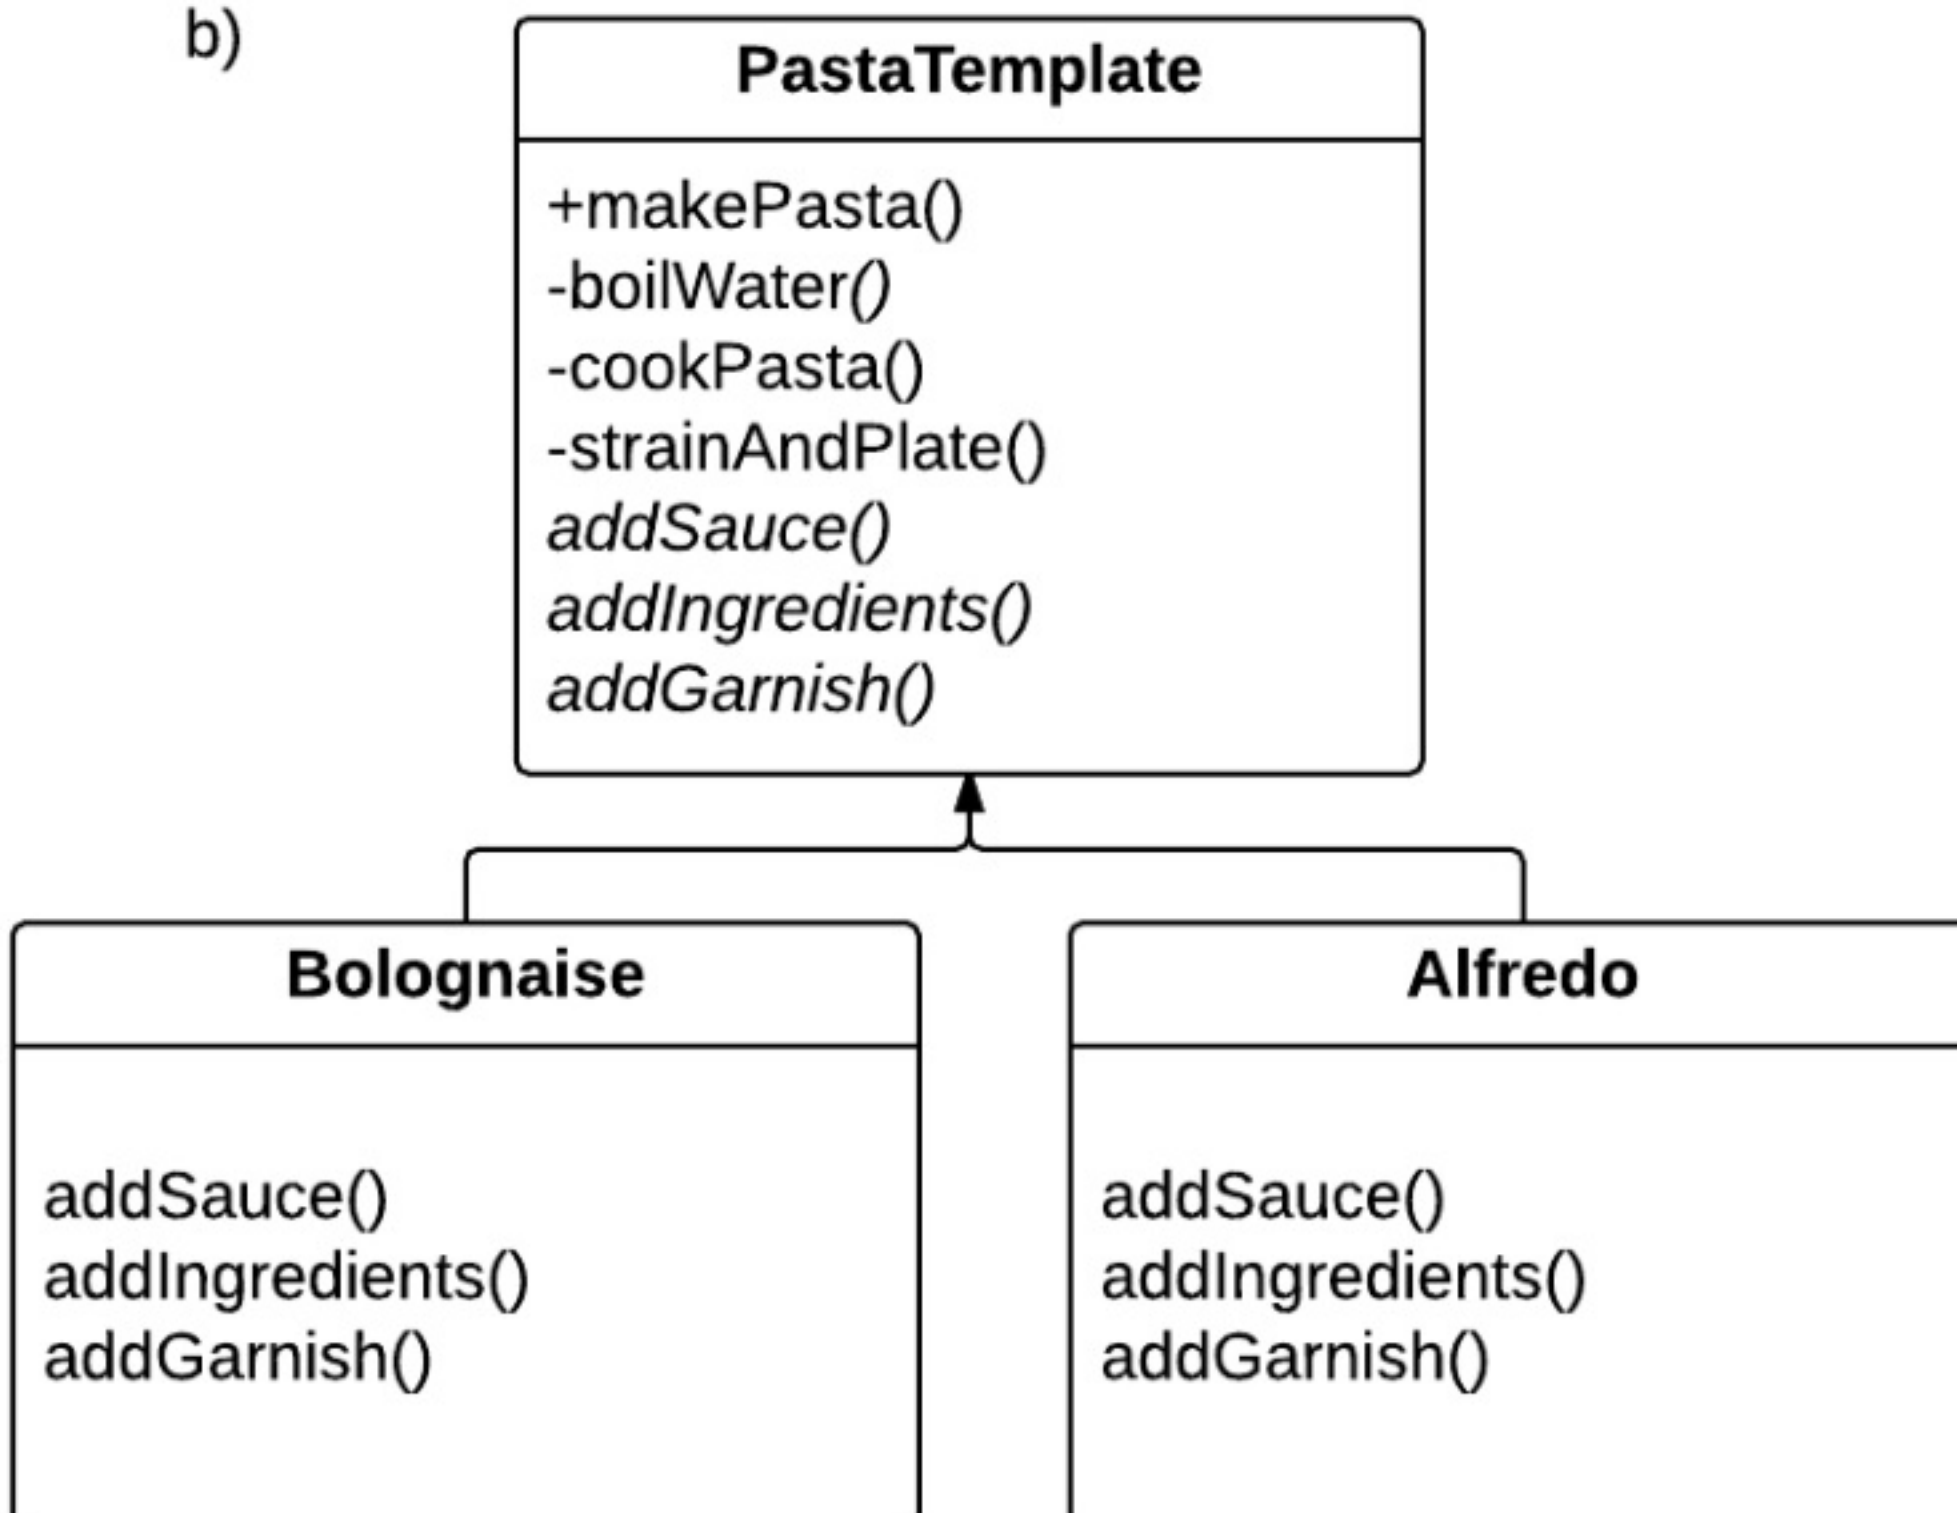 b)
PastaTemplate
+makePasta()
-boilWater()
-cookPasta()
-strainAndPlate()
addSauce()
addIngredients()
addGarnish()
Bolognaise
addSauce()
addIngredients()
addGarnish()
Alfredo
addSauce()
addIngredients()
addGarnish()